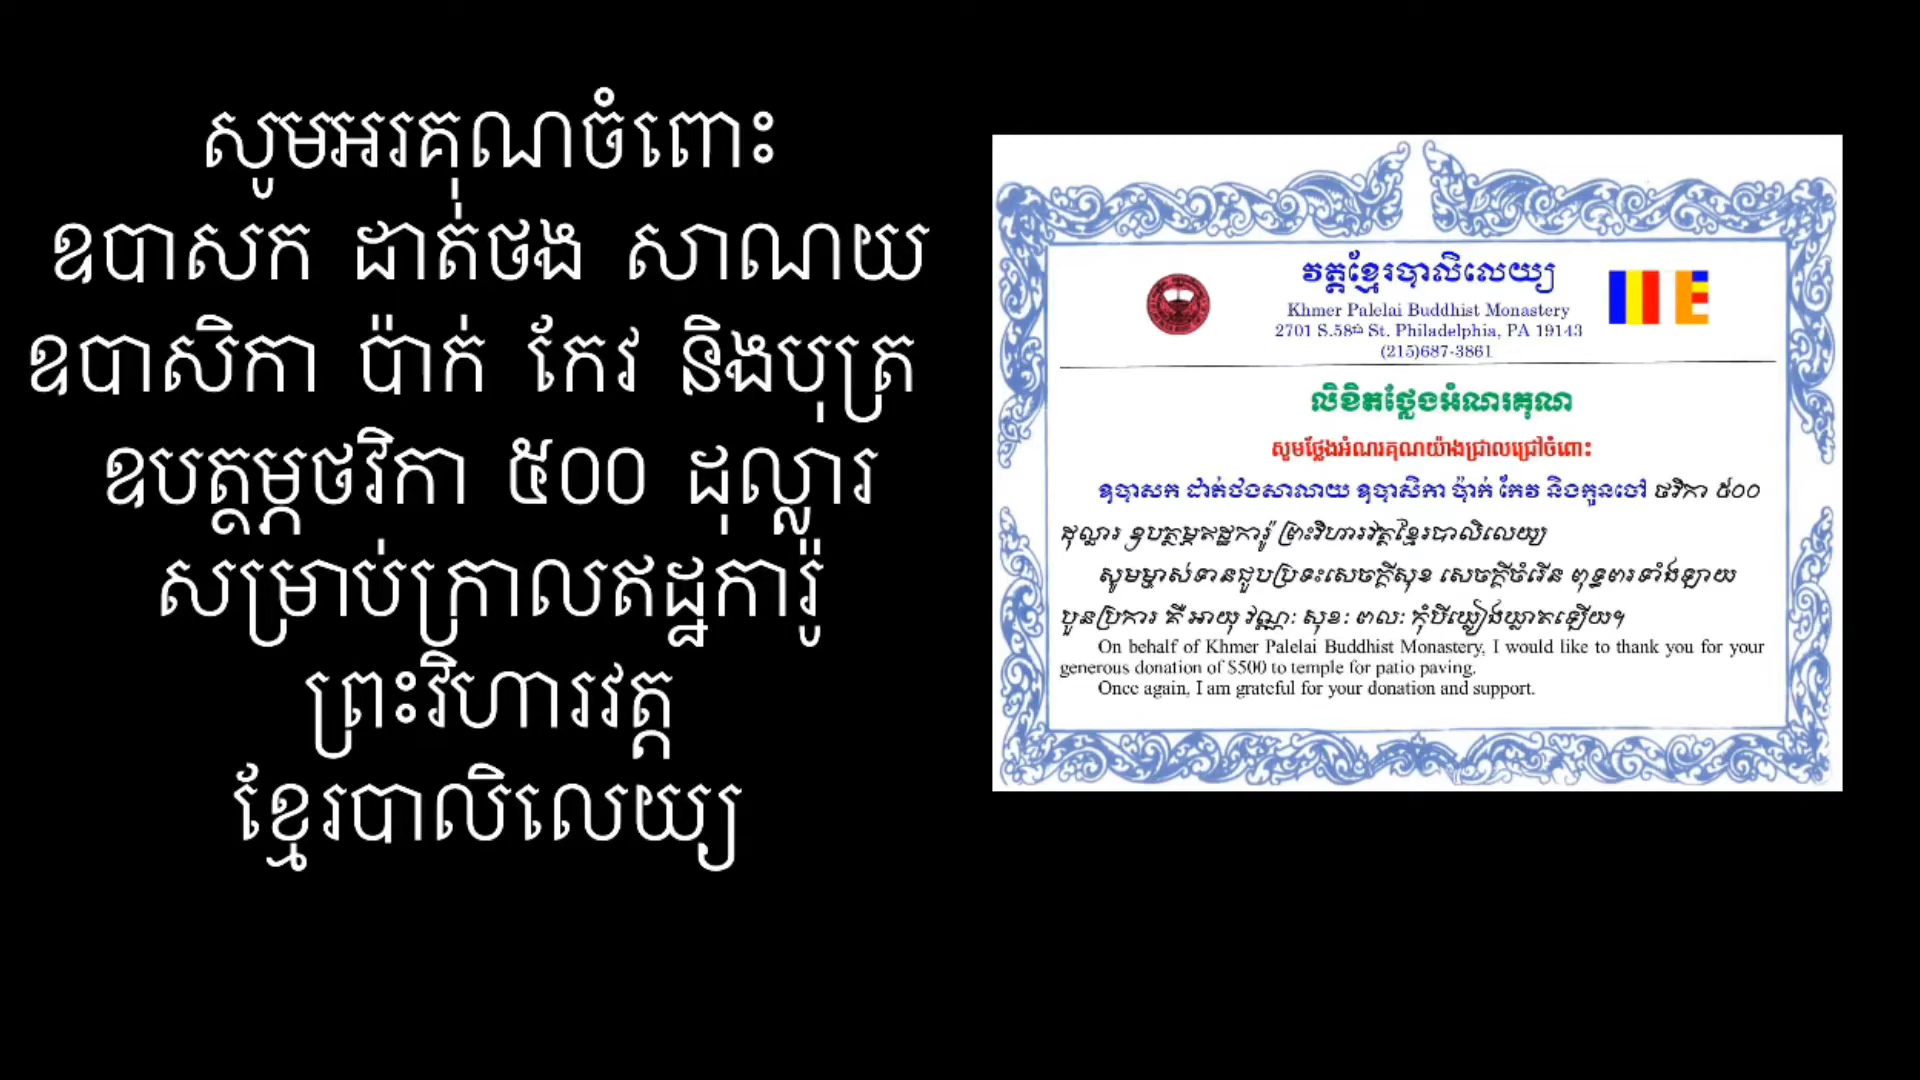 សូមអរគុណចំពោះ
ឧបាសក ដាត់ថង សាណយ
ឧបាសិកា ប៉ាក់ កែវ និងបុត្រ
ឧបត្ថម្ភថវិកា ៥០០ ដុល្លារ
សម្រាប់ក្រាលឥដ្ឋការ៉ូ
ព្រះវិហារវត្ត
ខ្មែរបាលិលេយ្យ
វត្តខ្មែរបាលិលេយ្យ
Khmer Palelai Buddhist Monastery
2701 S.58th St. Philadelphia, PA 19143
(215)687-3861
លិខិតថ្លែងអំណរគុណ
សូមថ្លែងអំណរគុណយ៉ាងជ្រាលជ្រៅចំពោះ
ឧបាសក ដាត់ថងសាណយ ឧបាសិកា ប៉ាក់ កែវ និងកូនចៅ ថវិកា ៥០០
ដុល្លារ ឧបត្ថម្ភឥដ្ឋការ៉ូ ព្រះវិហារវត្តខ្មែរបាលិលេយ្យ
សូមម្ចាស់ទានជួបប្រទះសេចក្តីសុខ សេចក្តីចំរើន ពុទ្ធពរទាំងឡាយ
បួនប្រការ គឺ អាយុ វណ្ណៈ សុខៈ ពលៈ កុំបីឃ្លៀងឃ្លាតឡើយ។
On behalf of Khmer Palelai Buddhist Monastery, I would like to thank you for your
generous donation of $500 to temple for patio paving.
Once again, I am grateful for your donation and support.